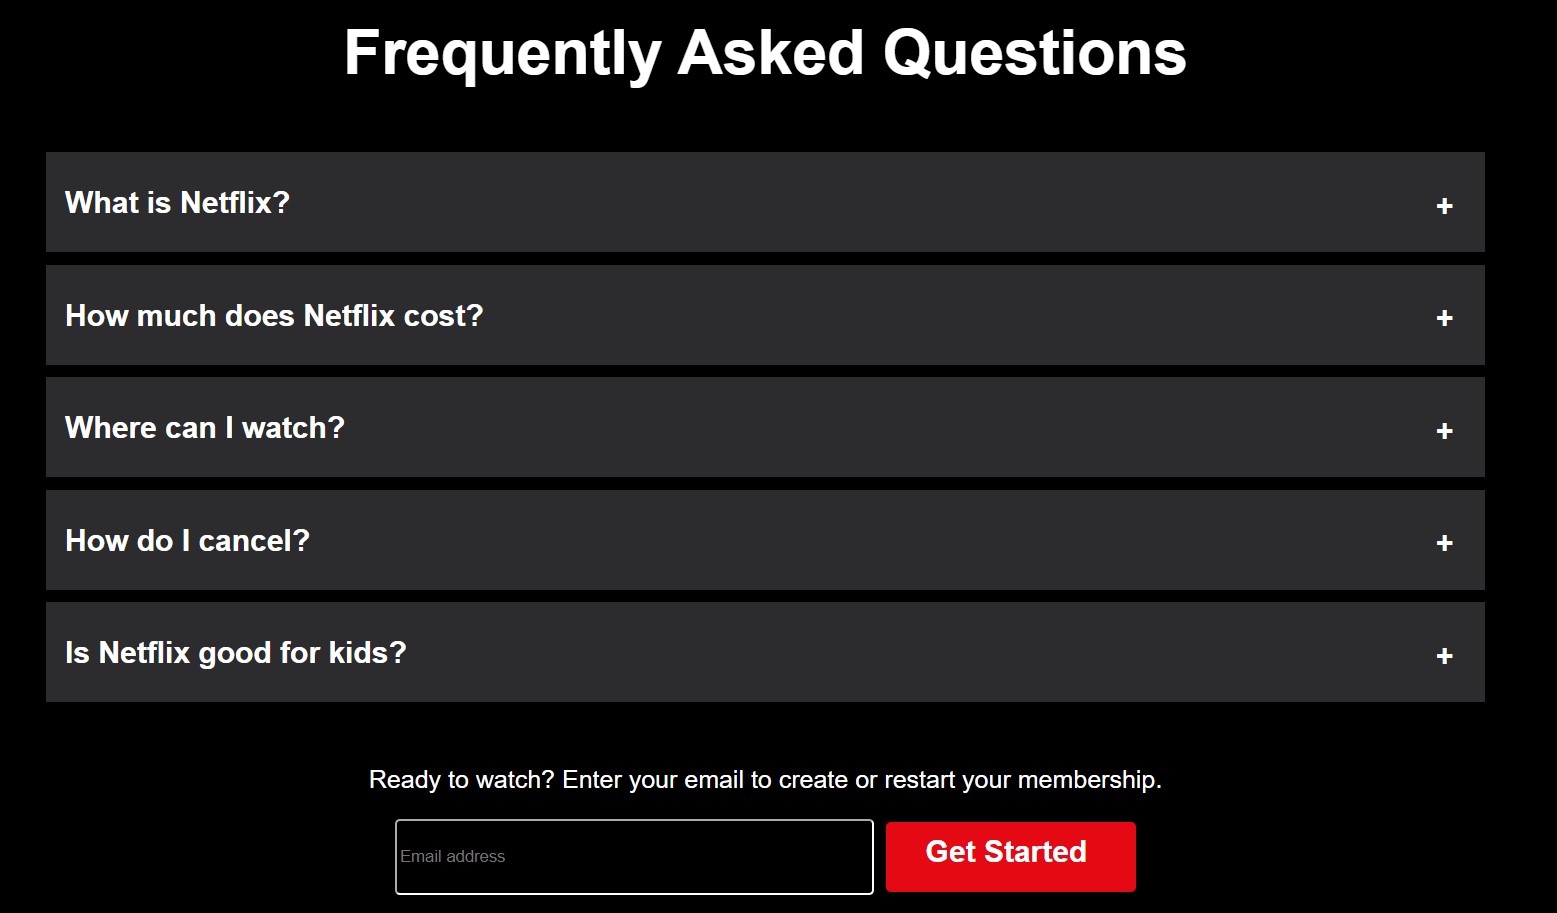 Frequently Asked Questions
What is Netflix? +
How much does Netflix cost? +
Where can I watch? +
How do I cancel? +
Is Netflix good for kids? +
Ready to watch? Enter your email to create or restart your membership.
Email address Get Started